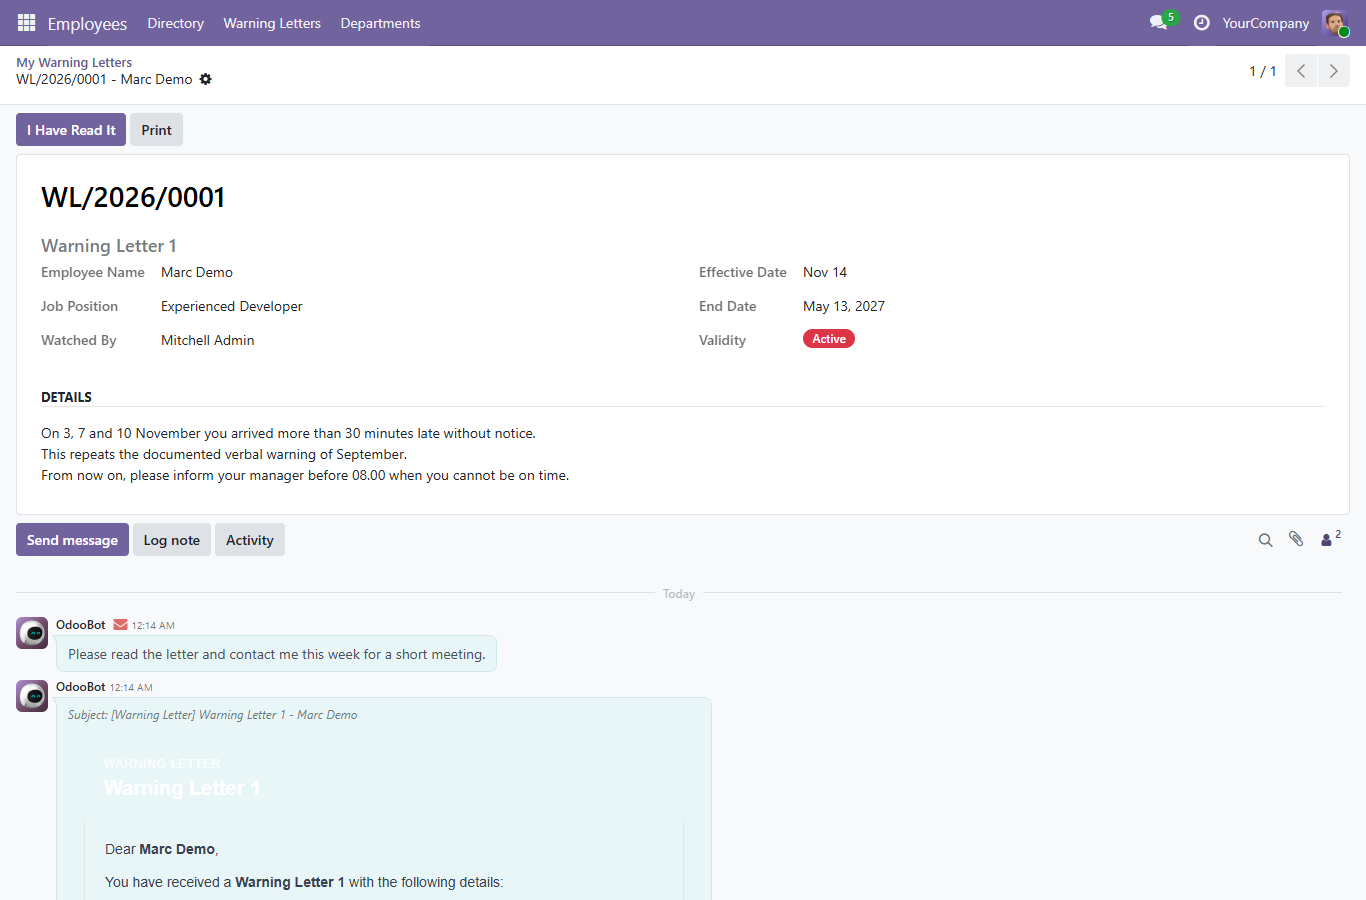 Employees Directory Warning Letters Departments 5 YourCompany
My Warning Letters
WL/2026/0001 - Marc Demo
1 / 1
I Have Read It Print
WL/2026/0001
Warning Letter 1
Employee Name Marc Demo
Job Position Experienced Developer
Watched By Mitchell Admin
Effective Date Nov 14
End Date May 13, 2027
Validity Active
DETAILS
On 3, 7 and 10 November you arrived more than 30 minutes late without notice.
This repeats the documented verbal warning of September.
From now on, please inform your manager before 08.00 when you cannot be on time.
Send message Log note Activity 2
Today
OdooBot 12:14 AM
Please read the letter and contact me this week for a short meeting.
OdooBot 12:14 AM
Subject: [Warning Letter] Warning Letter 1 - Marc Demo
WARNING LETTER
Warning Letter 1
Dear Marc Demo,
You have received a Warning Letter 1 with the following details: